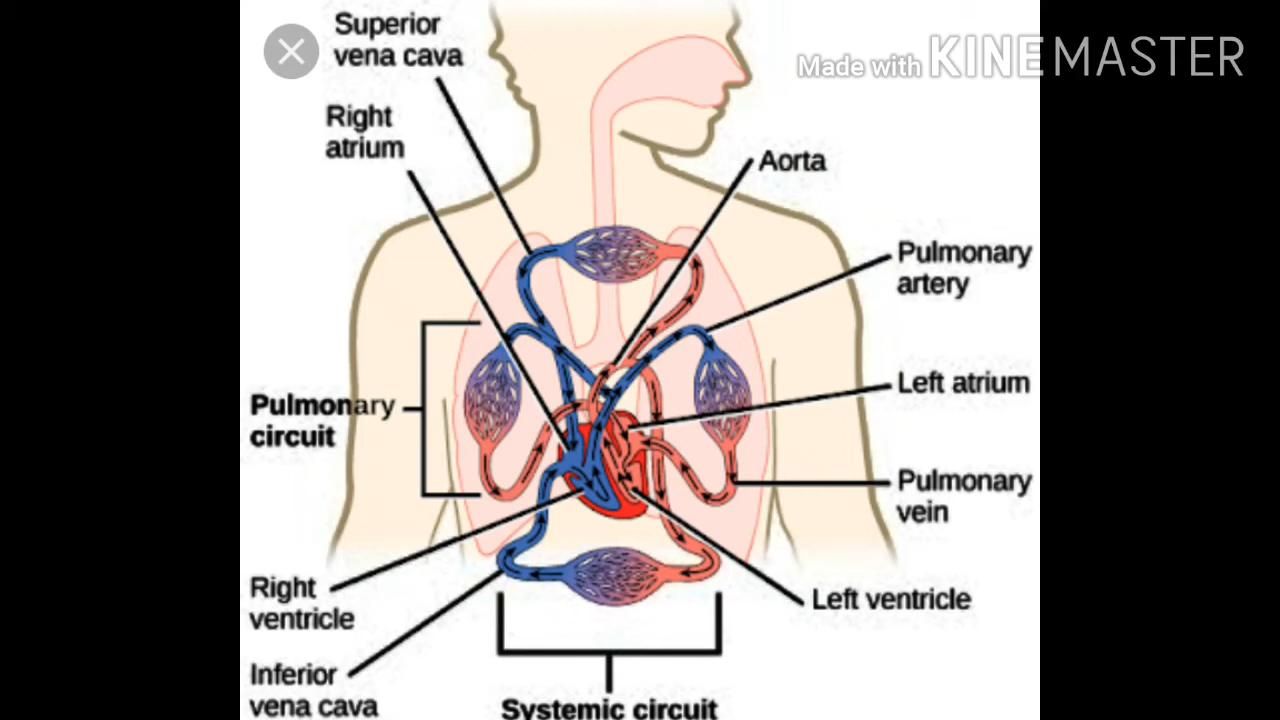 Superior
vena cava
Made with KINEMASTER
Right
atrium
Aorta
Pulmonary
artery
Left atrium
Pulmonary
circuit
Pulmonary
vein
Right
ventricle
Left ventricle
Inferior
vena cava
Systemic circuit